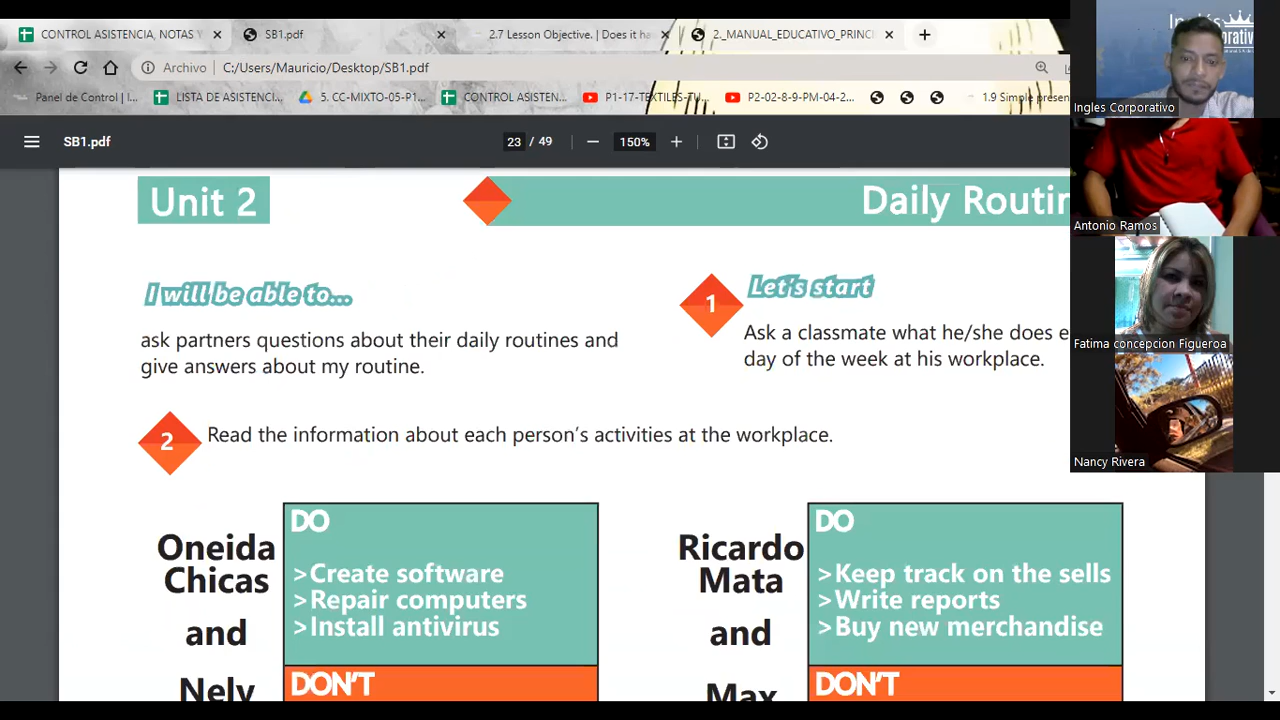 CONTROL ASISTENCIA, NOTAS Y
SB1.pdf
2.7 Lesson Objective. | Does it ha
2._MANUAL_EDUCATIVO_PRINCI
Archivo
C:/Users/Mauricio/Desktop/SB1.pdf
Panel de Control | I...
LISTA DE ASISTENCI...
5. CC-MIXTO-05-P1...
CONTROL ASISTEN...
P1-17-TEXTILES-TU...
P2-02-8-9-PM-04-2...
1.9 Simple presen
SB1.pdf
23 / 49
150%
Unit 2
Daily Routin
I will be able to...
ask partners questions about their daily routines and
give answers about my routine.
1
Let's start
Ask a classmate what he/she does e
day of the week at his workplace.
2
Read the information about each person's activities at the workplace.
Oneida
Chicas
and
Nely
DO
>Create software
>Repair computers
>Install antivirus
DON'T
Ricardo
Mata
and
Max
DO
>Keep track on the sells
>Write reports
>Buy new merchandise
DON'T
Ingles Corporativo
Antonio Ramos
Fatima concepcion Figueroa
Nancy Rivera